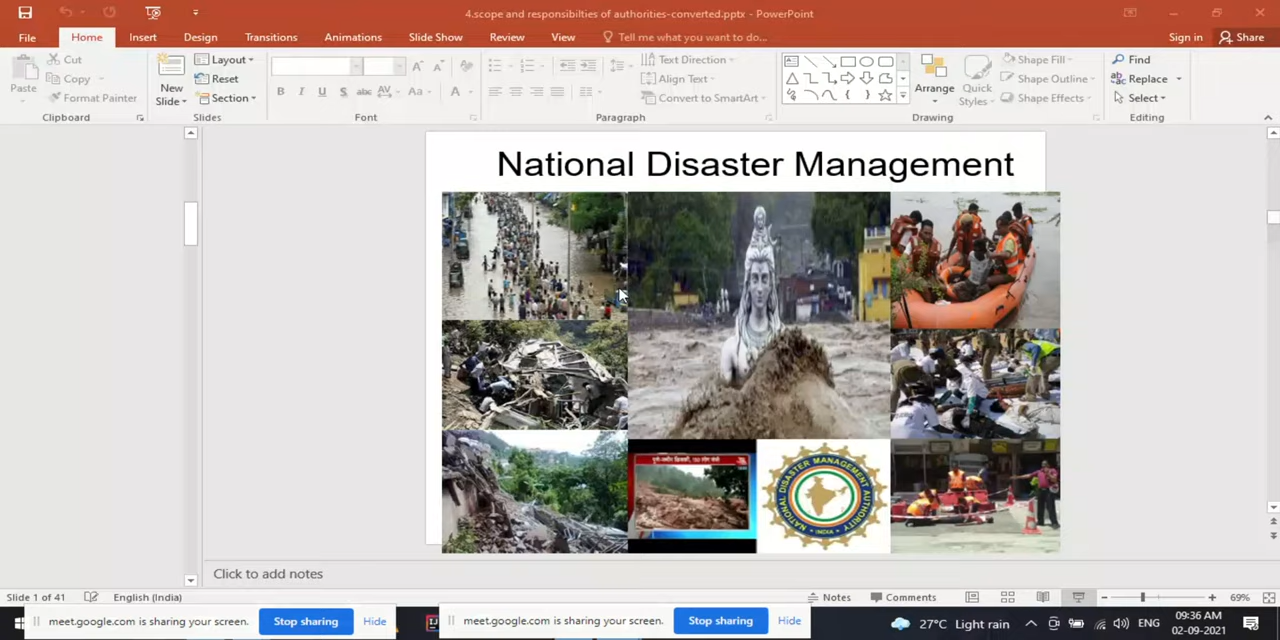 4.scope and responsibilties of authorities-converted.pptx - PowerPoint
File Home Insert Design Transitions Animations Slide Show Review View Tell me what you want to do... Sign in Share
Paste
Cut
Copy
Format Painter
Clipboard
New Slide
Layout
Reset
Section
Slides
B I U S abc AV Aa A
Font
Text Direction
Align Text
Convert to SmartArt
Paragraph
Arrange
Quick Styles
Shape Fill
Shape Outline
Shape Effects
Drawing
Find
Replace
Select
Editing
National Disaster Management
NATIONAL DISASTER MANAGEMENT AUTHORITY
INDIA
Click to add notes
Slide 1 of 41 English (India) Notes Comments 69%
meet.google.com is sharing your screen. Stop sharing Hide
meet.google.com is sharing your screen. Stop sharing Hide
27°C Light rain ENG 09:36 AM
02-09-2021